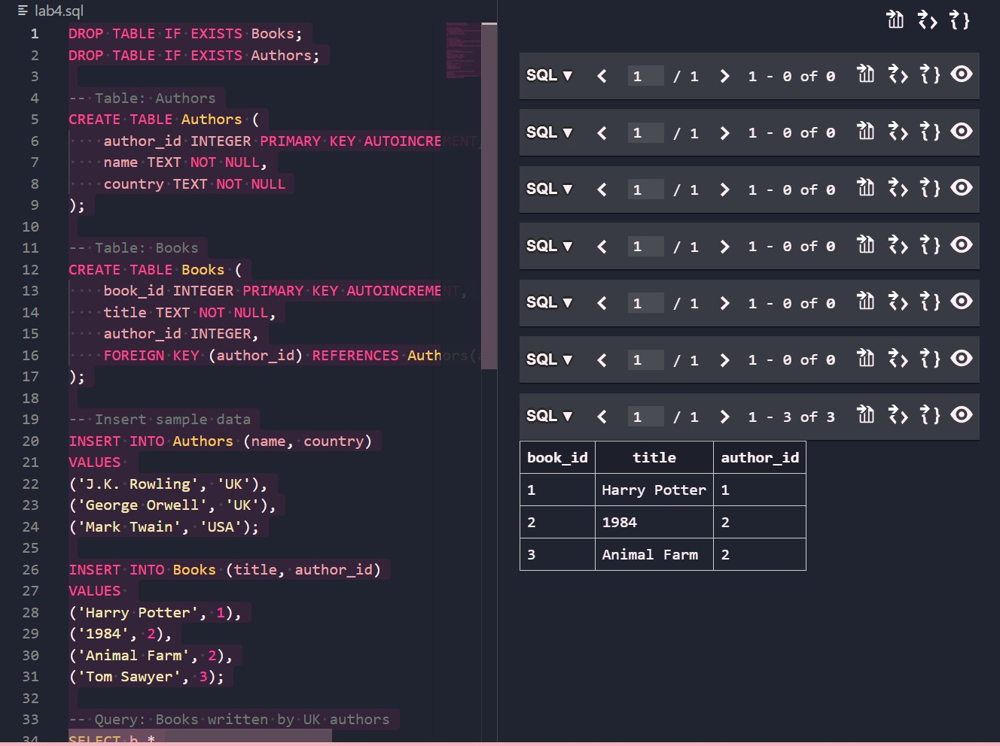 lab4.sql
1 DROP TABLE IF EXISTS Books;
2 DROP TABLE IF EXISTS Authors;
3
4 -- Table: Authors
5 CREATE TABLE Authors (
6 author_id INTEGER PRIMARY KEY AUTOINCREMENT,
7 name TEXT NOT NULL,
8 country TEXT NOT NULL
9 );
10
11 -- Table: Books
12 CREATE TABLE Books (
13 book_id INTEGER PRIMARY KEY AUTOINCREMENT,
14 title TEXT NOT NULL,
15 author_id INTEGER,
16 FOREIGN KEY (author_id) REFERENCES Authors(a
17 );
18
19 -- Insert sample data
20 INSERT INTO Authors (name, country)
21 VALUES
22 ('J.K. Rowling', 'UK'),
23 ('George Orwell', 'UK'),
24 ('Mark Twain', 'USA');
25
26 INSERT INTO Books (title, author_id)
27 VALUES
28 ('Harry Potter', 1),
29 ('1984', 2),
30 ('Animal Farm', 2),
31 ('Tom Sawyer', 3);
32
33 -- Query: Books written by UK authors
34 SELECT b.*
SQL ▼ < 1 / 1 > 1 - 0 of 0
SQL ▼ < 1 / 1 > 1 - 0 of 0
SQL ▼ < 1 / 1 > 1 - 0 of 0
SQL ▼ < 1 / 1 > 1 - 0 of 0
SQL ▼ < 1 / 1 > 1 - 0 of 0
SQL ▼ < 1 / 1 > 1 - 0 of 0
SQL ▼ < 1 / 1 > 1 - 3 of 3
book_id title author_id
1 Harry Potter 1
2 1984 2
3 Animal Farm 2